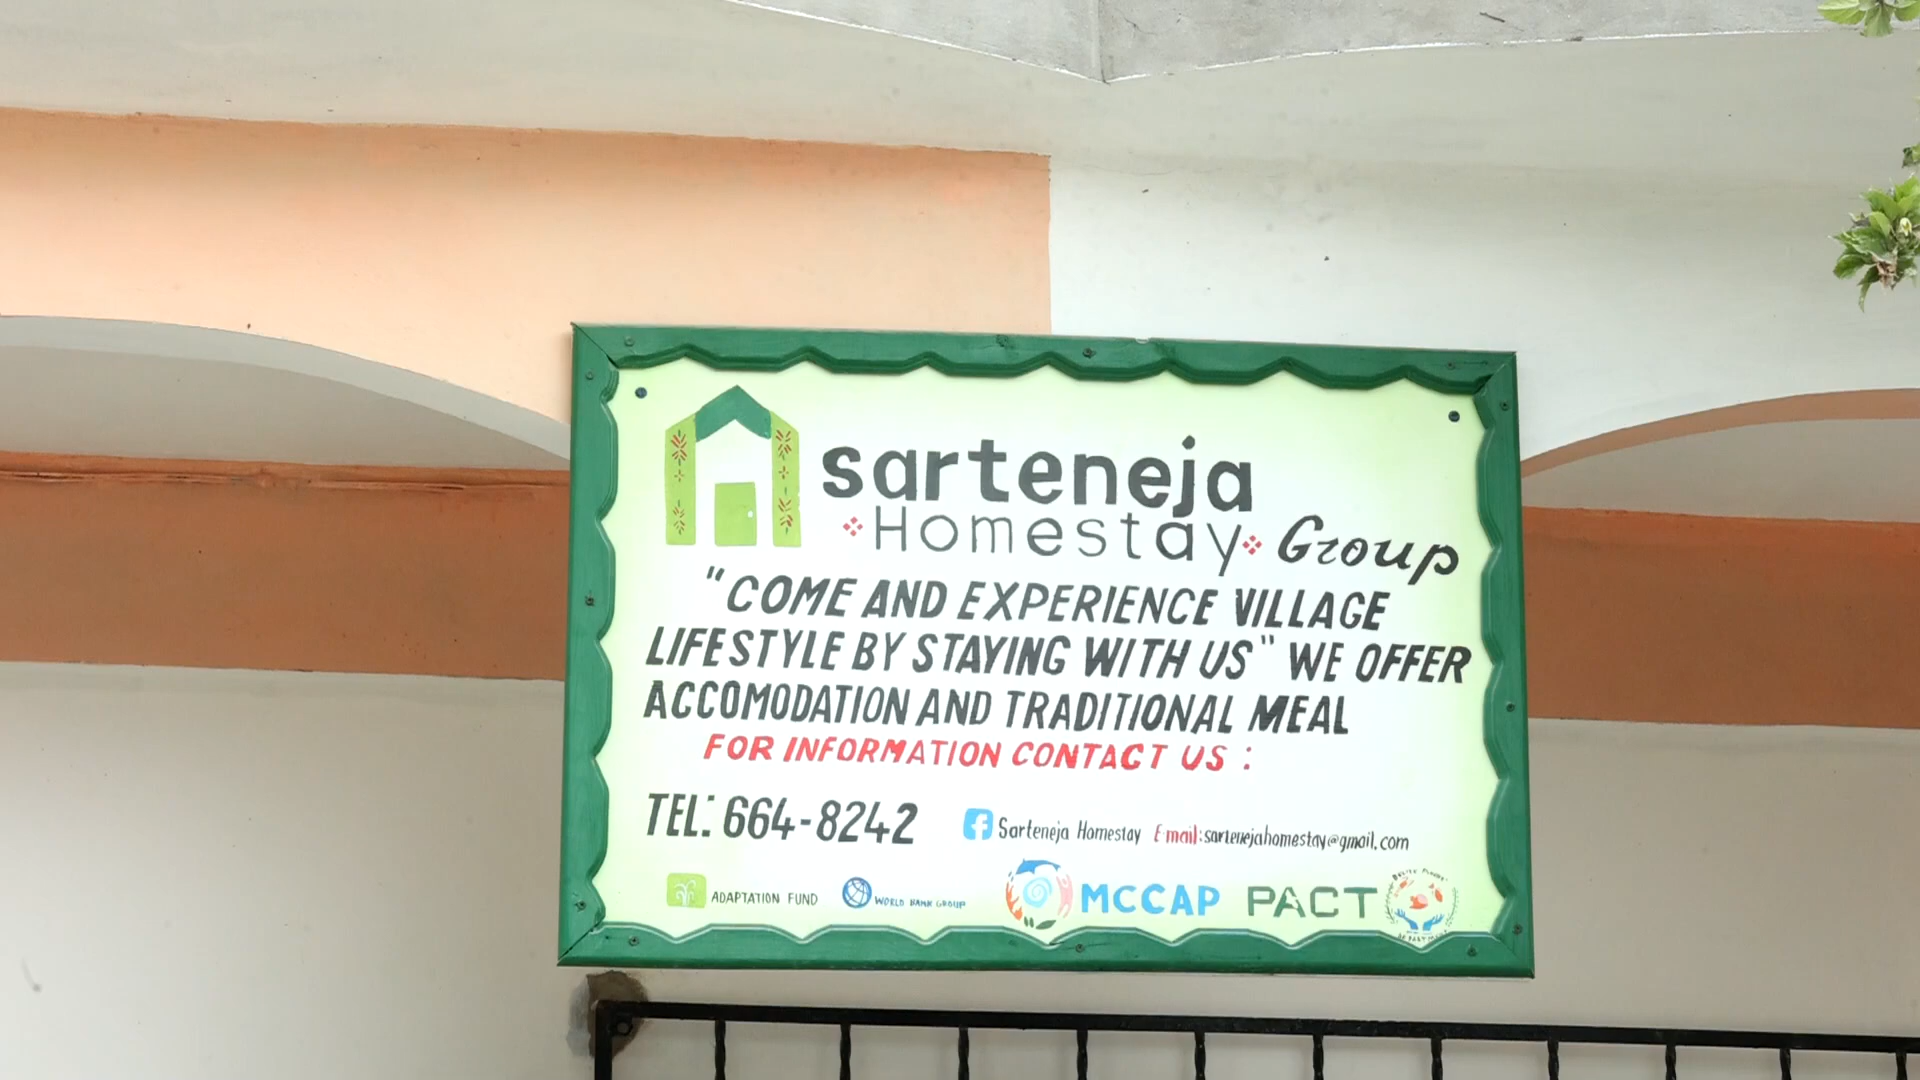 sarteneja
Homestay Group
"COME AND EXPERIENCE VILLAGE
LIFESTYLE BY STAYING WITH US" WE OFFER
ACCOMODATION AND TRADITIONAL MEAL
FOR INFORMATION CONTACT US :
TEL: 664-8242
Sarteneja Homestay E-mail:sartenejahomestay@gmail.com
ADAPTATION FUND WORLD BANK GROUP MCCAP PACT